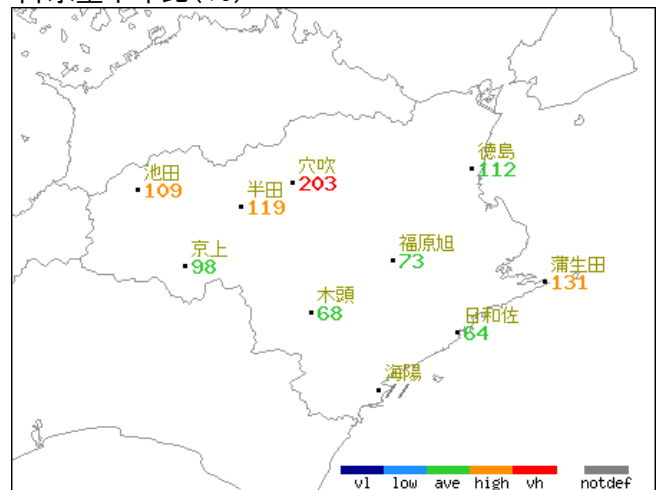 徳島
112
穴吹
203
池田
109
半田
119
京上
98
福原旭
73
蒲生田
131
木頭
68
日和佐
64
海陽
vl low ave high vh notdef